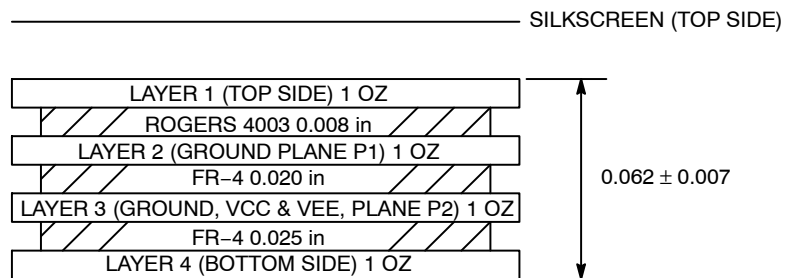 SILKSCREEN (TOP SIDE)
LAYER 1 (TOP SIDE) 1 OZ
ROGERS 4003 0.008 in
LAYER 2 (GROUND PLANE P1) 1 OZ
FR−4 0.020 in
0.062 ± 0.007
LAYER 3 (GROUND, VCC & VEE, PLANE P2) 1 OZ
FR−4 0.025 in
LAYER 4 (BOTTOM SIDE) 1 OZ